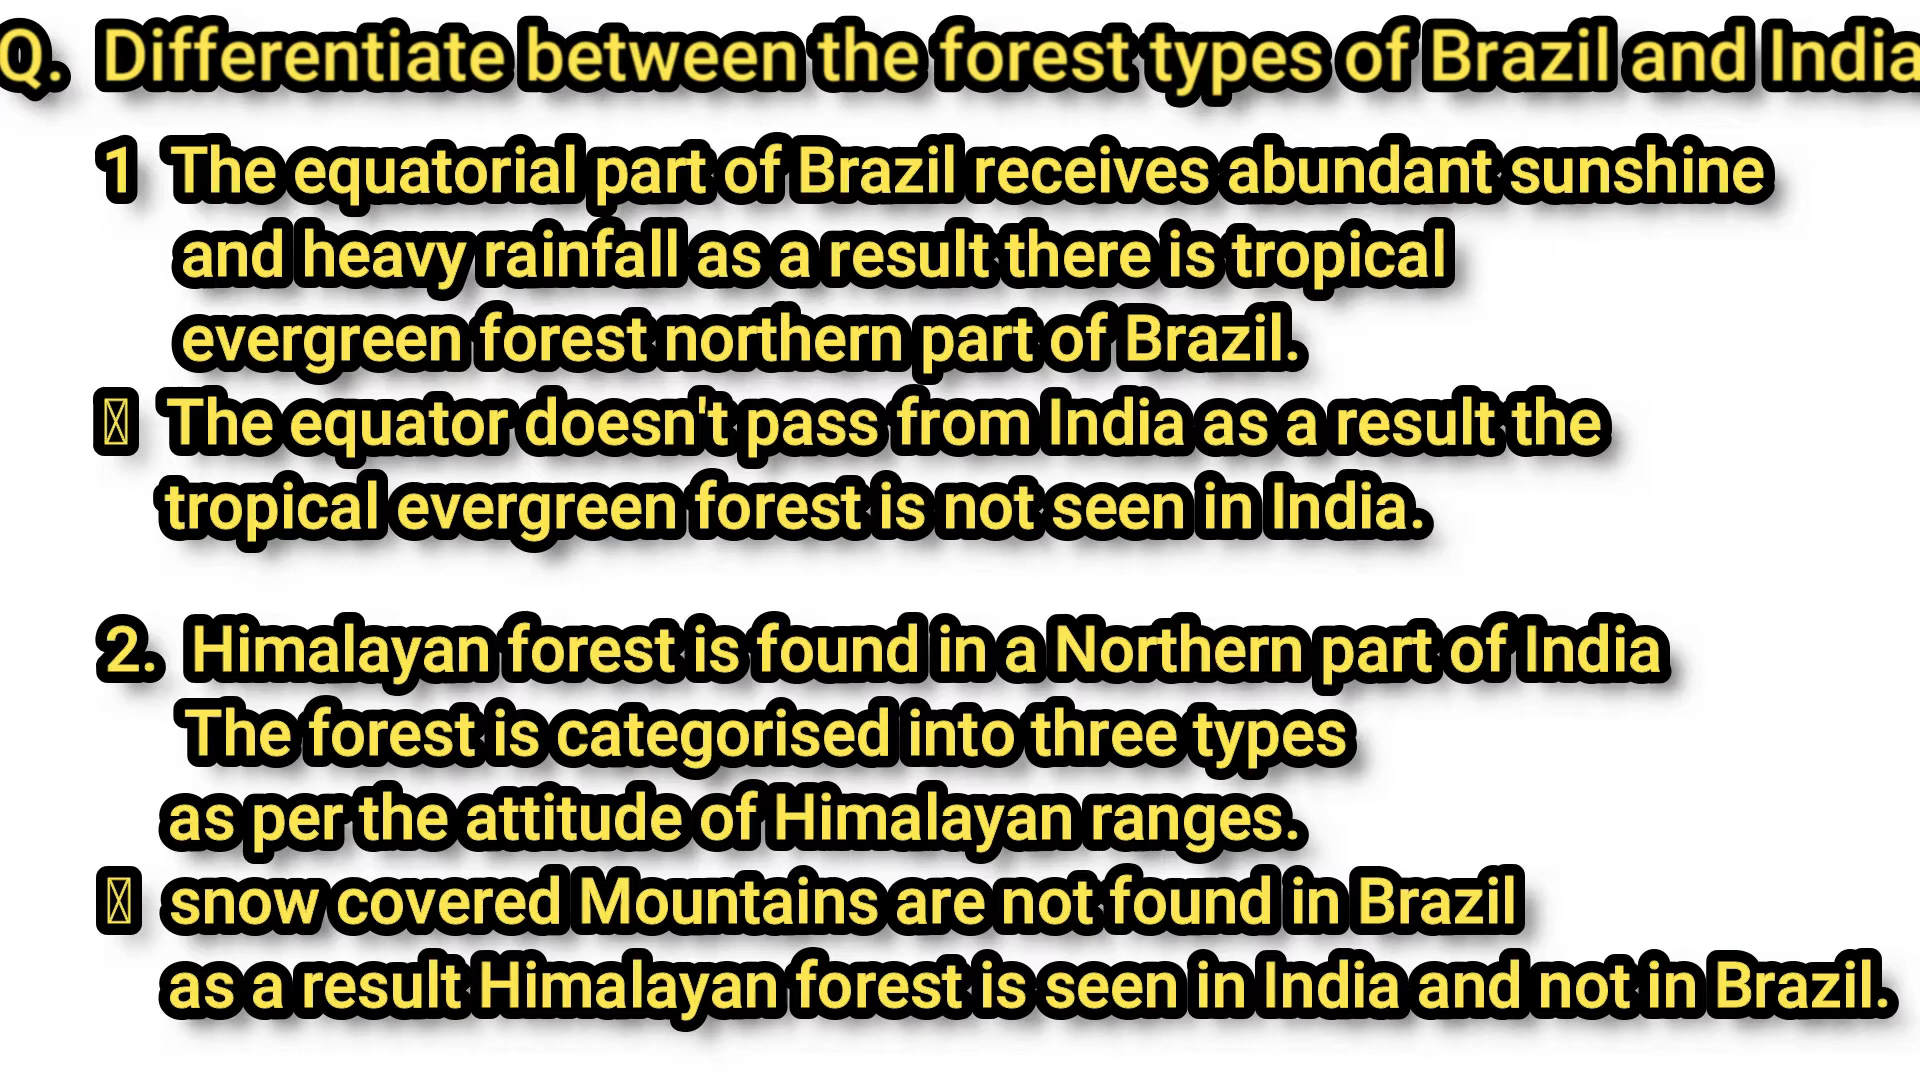 Q. Differentiate between the forest types of Brazil and India
1 The equatorial part of Brazil receives abundant sunshine
and heavy rainfall as a result there is tropical
evergreen forest northern part of Brazil.
The equator doesn't pass from India as a result the
tropical evergreen forest is not seen in India.
2. Himalayan forest is found in a Northern part of India
The forest is categorised into three types
as per the attitude of Himalayan ranges.
snow covered Mountains are not found in Brazil
as a result Himalayan forest is seen in India and not in Brazil.